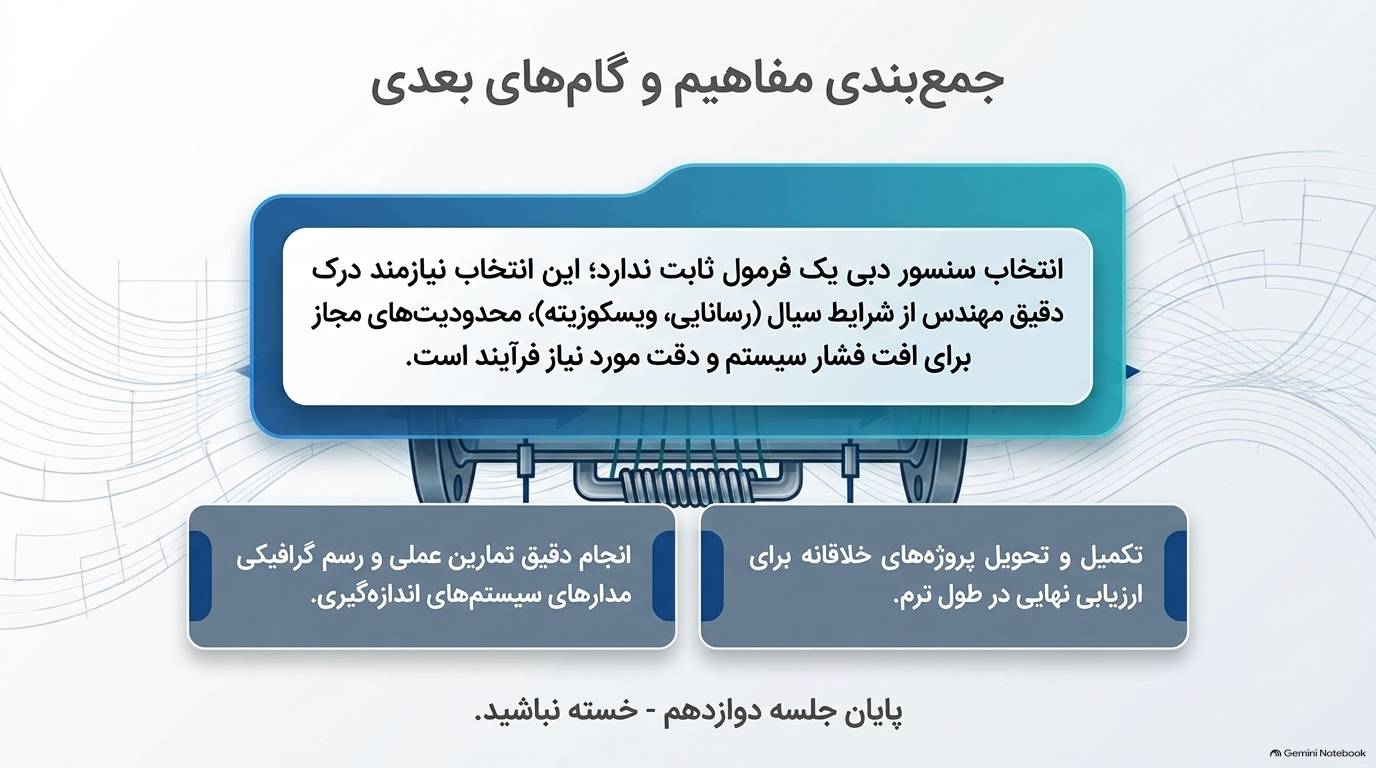 جمع‌بندی مفاهیم و گام‌های بعدی
انتخاب سنسور دبی یک فرمول ثابت ندارد؛ این انتخاب نیازمند درک
دقیق مهندس از شرایط سیال (رسانایی، ویسکوزیته)، محدودیت‌های مجاز
برای افت فشار سیستم و دقت مورد نیاز فرآیند است.
تکمیل و تحویل پروژه‌های خلاقانه برای
ارزیابی نهایی در طول ترم.
انجام دقیق تمارین عملی و رسم گرافیکی
مدارهای سیستم‌های اندازه‌گیری.
پایان جلسه دوازدهم - خسته نباشید.
Gemini Notebook